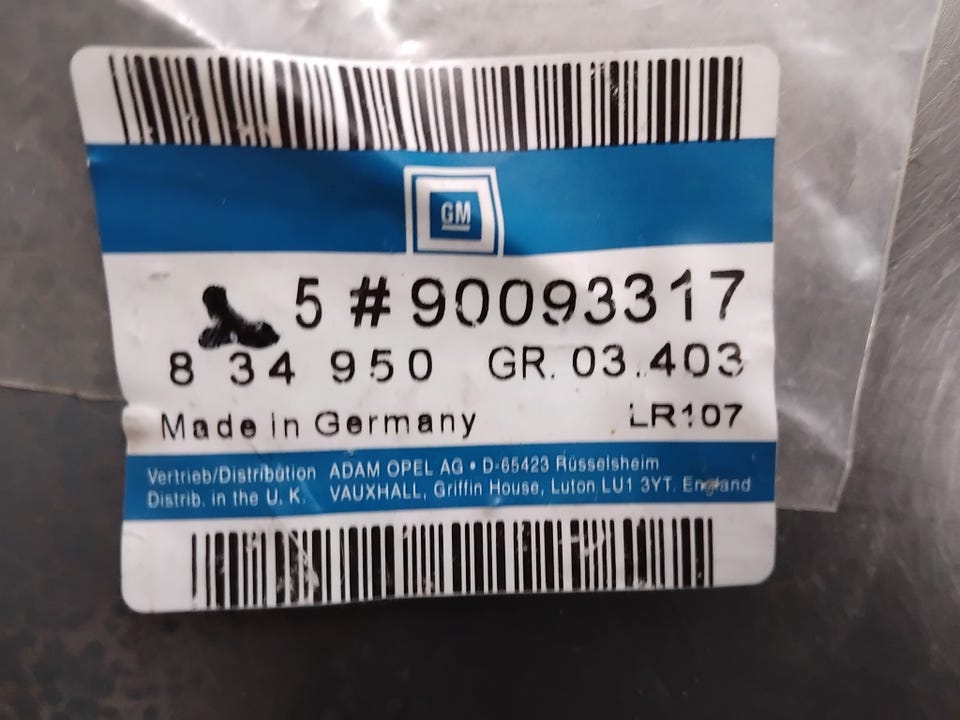 GM
5 # 90093317
8 34 950 GR. 03.403
Made in Germany LR107
Vertrieb/Distribution ADAM OPEL AG • D-65423 Rüsselsheim
Distrib. in the U. K. VAUXHALL, Griffin House, Luton LU1 3YT. England